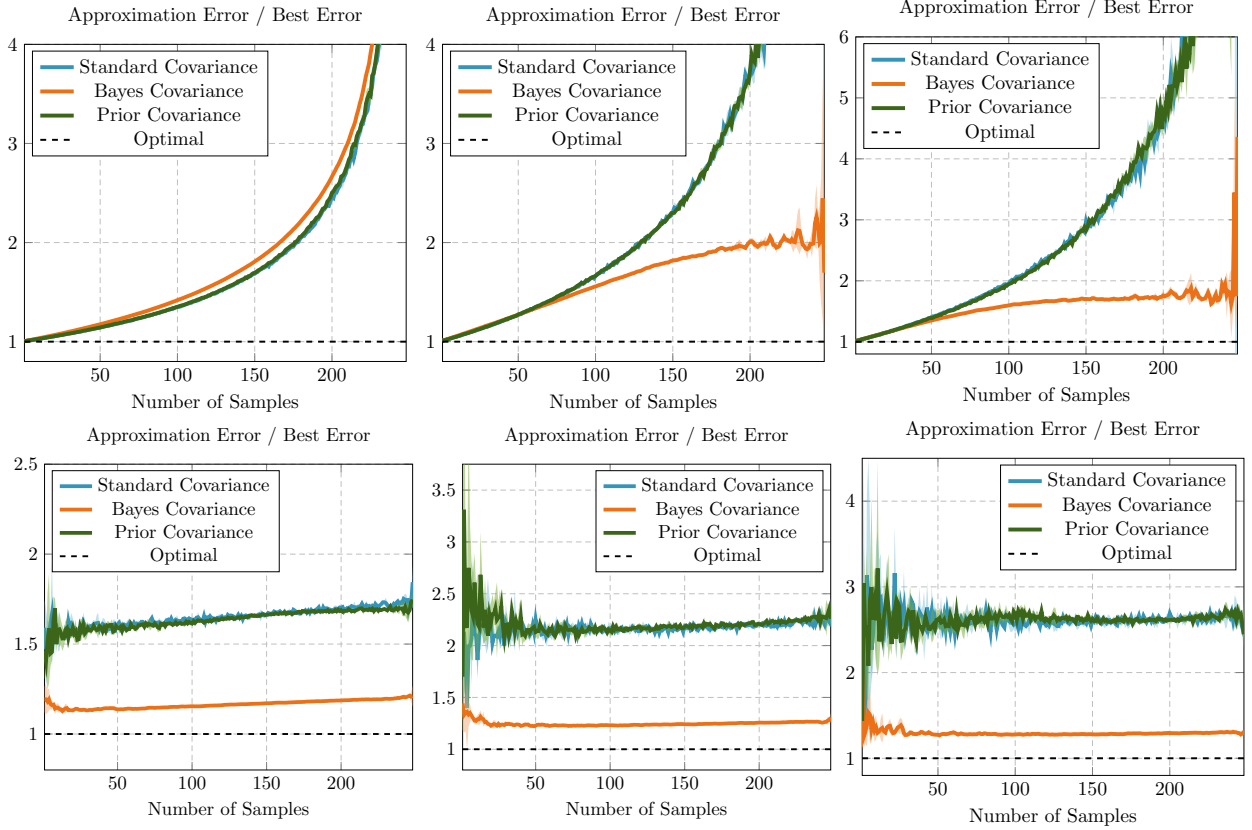 Approximation Error / Best Error
4
3
2
1
Standard Covariance
Bayes Covariance
Prior Covariance
Optimal
50 100 150 200
Number of Samples
Approximation Error / Best Error
4
3
2
1
Standard Covariance
Bayes Covariance
Prior Covariance
Optimal
50 100 150 200
Number of Samples
Approximation Error / Best Error
6
5
4
3
2
1
Standard Covariance
Bayes Covariance
Prior Covariance
Optimal
50 100 150 200
Number of Samples
Approximation Error / Best Error
2.5
2
1.5
1
Standard Covariance
Bayes Covariance
Prior Covariance
Optimal
50 100 150 200
Number of Samples
Approximation Error / Best Error
3.5
3
2.5
2
1.5
1
Standard Covariance
Bayes Covariance
Prior Covariance
Optimal
50 100 150 200
Number of Samples
Approximation Error / Best Error
4
3
2
1
Standard Covariance
Bayes Covariance
Prior Covariance
Optimal
50 100 150 200
Number of Samples